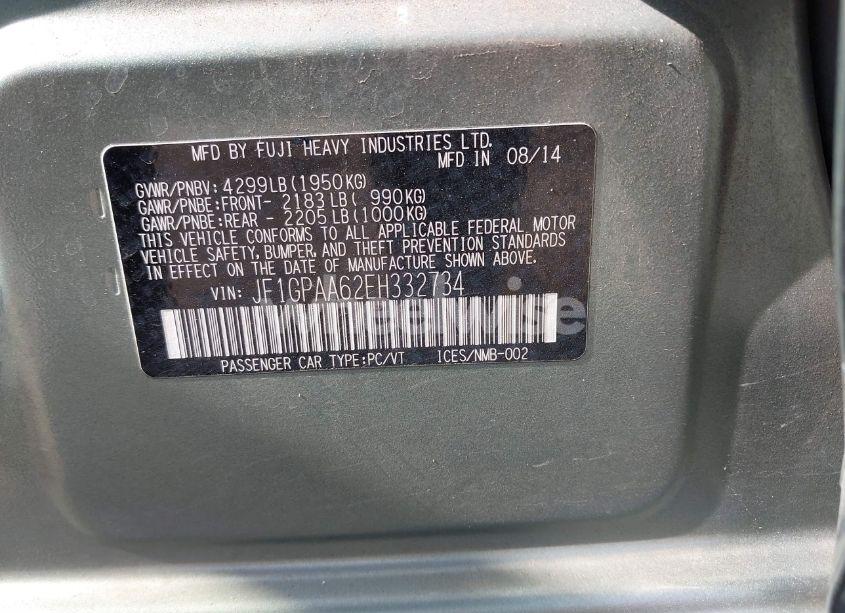 MFD BY FUJI HEAVY INDUSTRIES LTD.
MFD IN 08/14
GVWR/PNBV: 4299LB(1950KG)
GAWR/PNBE:FRONT- 2183LB( 990KG)
GAWR/PNBE:REAR - 2205LB(1000KG)
THIS VEHICLE CONFORMS TO ALL APPLICABLE FEDERAL MOTOR
VEHICLE SAFETY, BUMPER, AND THEFT PREVENTION STANDARDS
IN EFFECT ON THE DATE OF MANUFACTURE SHOWN ABOVE.
VIN: JF1GPAA62EH332734
wheelwise
PASSENGER CAR TYPE:PC/VT ICES/NMB-002